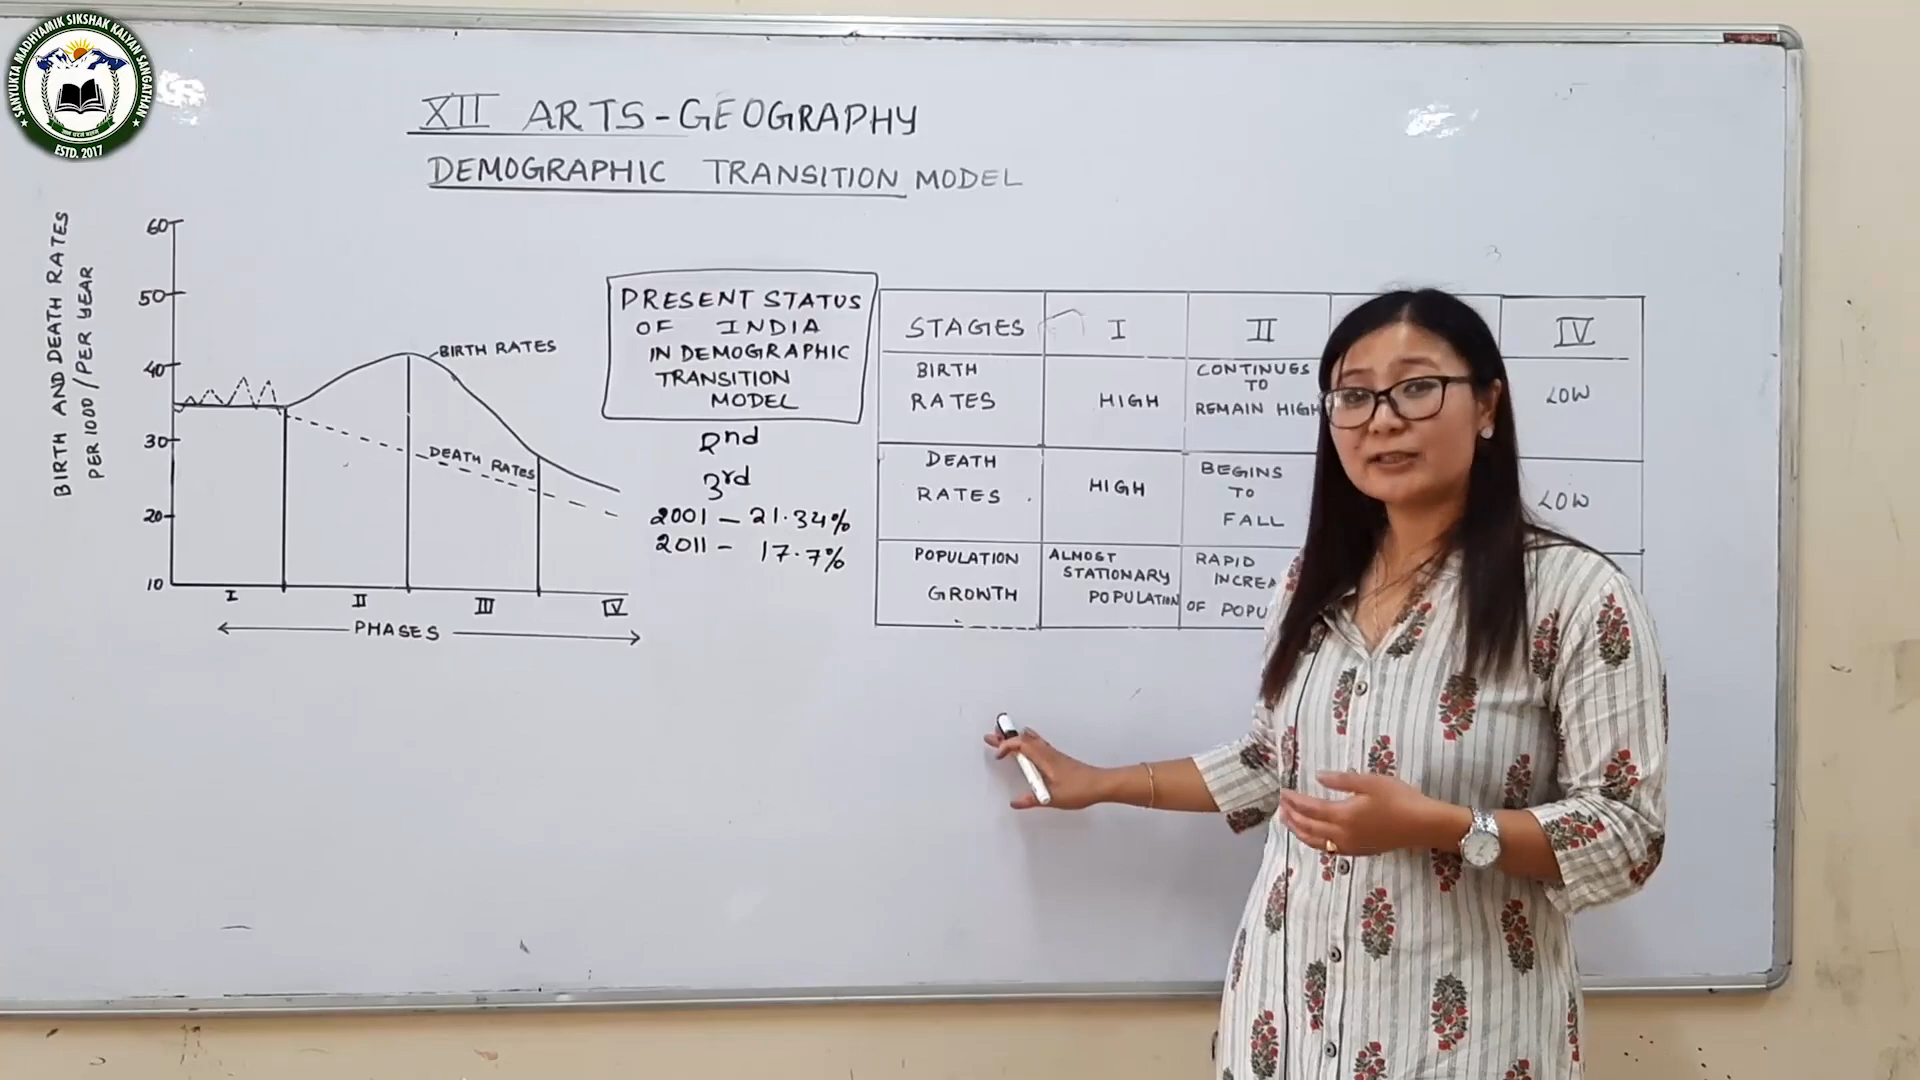 SANYUKTA MADHYAMIK SIKSHAK KALYAN SANGATHAN
ESTD. 2017
XII ARTS-GEOGRAPHY
DEMOGRAPHIC TRANSITION MODEL
BIRTH AND DEATH RATES
PER 1000/PER YEAR
60
50
40
30
20
10
BIRTH RATES
DEATH RATES
I II III IV
PHASES
PRESENT STATUS
OF INDIA
IN DEMOGRAPHIC
TRANSITION
MODEL
2nd
3rd
2001 - 21.34%
2011 - 17.7%
STAGES I II IV
BIRTH
RATES
HIGH
CONTINUES
TO
REMAIN HIGH
LOW
DEATH
RATES
HIGH
BEGINS
TO
FALL
LOW
POPULATION
GROWTH
ALMOST
STATIONARY
POPULATION
RAPID
INCREA
OF POPU